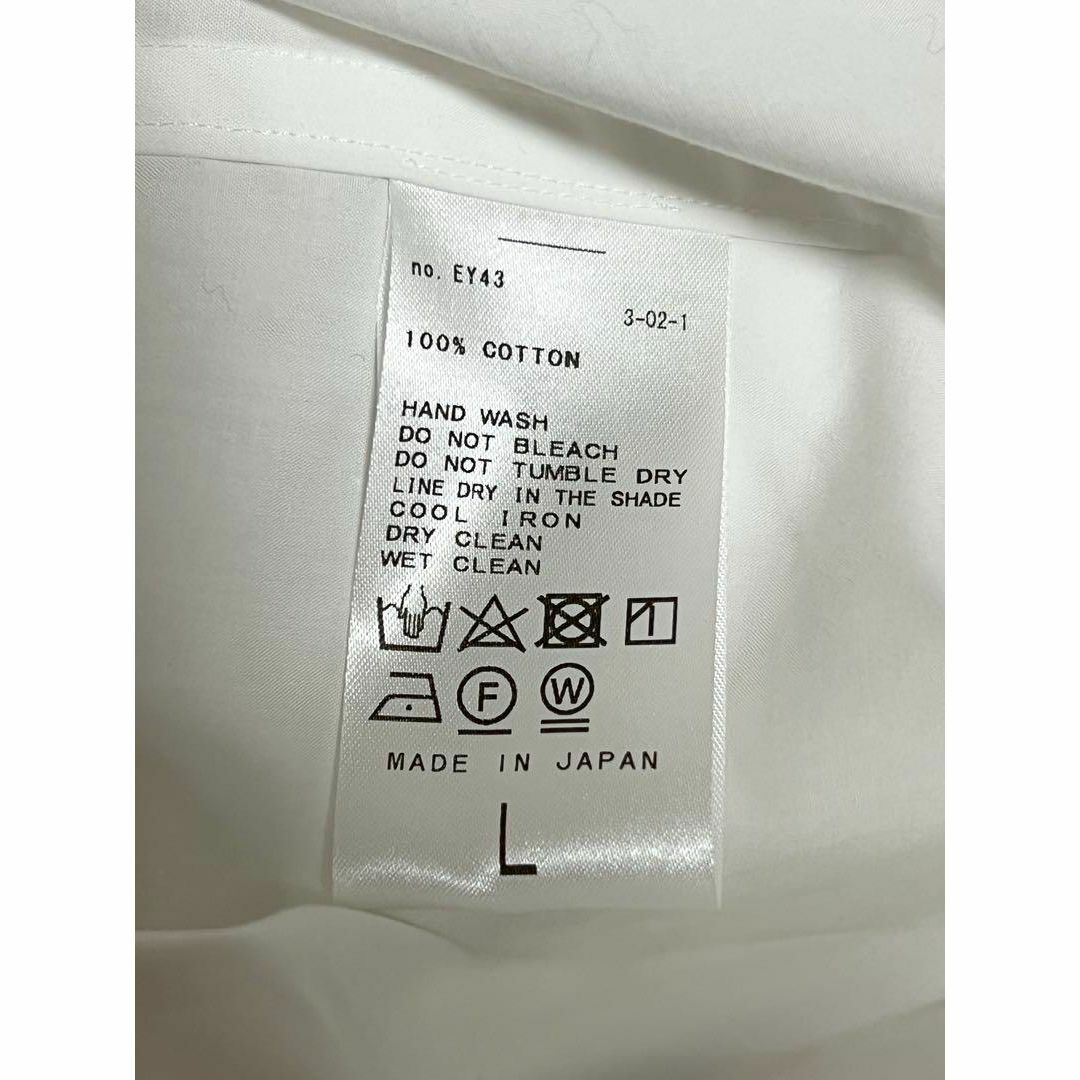 no. EY43
3-02-1
100% COTTON
HAND WASH
DO NOT BLEACH
DO NOT TUMBLE DRY
LINE DRY IN THE SHADE
COOL IRON
DRY CLEAN
WET CLEAN
F W
MADE IN JAPAN
L